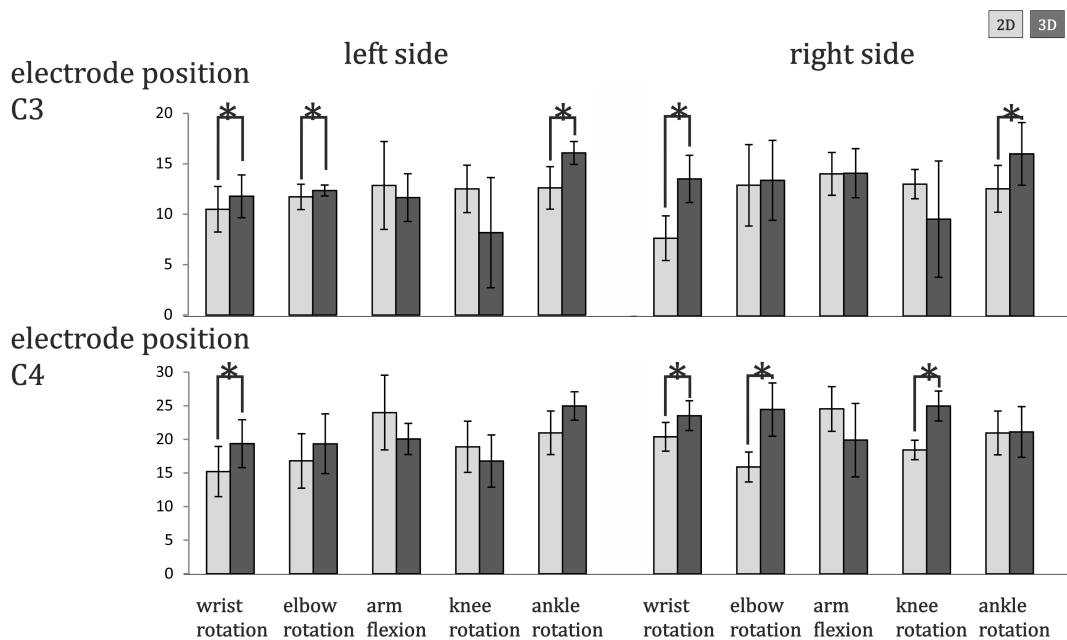 2D 3D
left side right side
electrode position
C3
20
15
10
5
0
* * * * *
electrode position
C4
30
25
20
15
10
5
0
* * * *
wrist elbow arm knee ankle wrist elbow arm knee ankle
rotation rotation flexion rotation rotation rotation rotation flexion rotation rotation